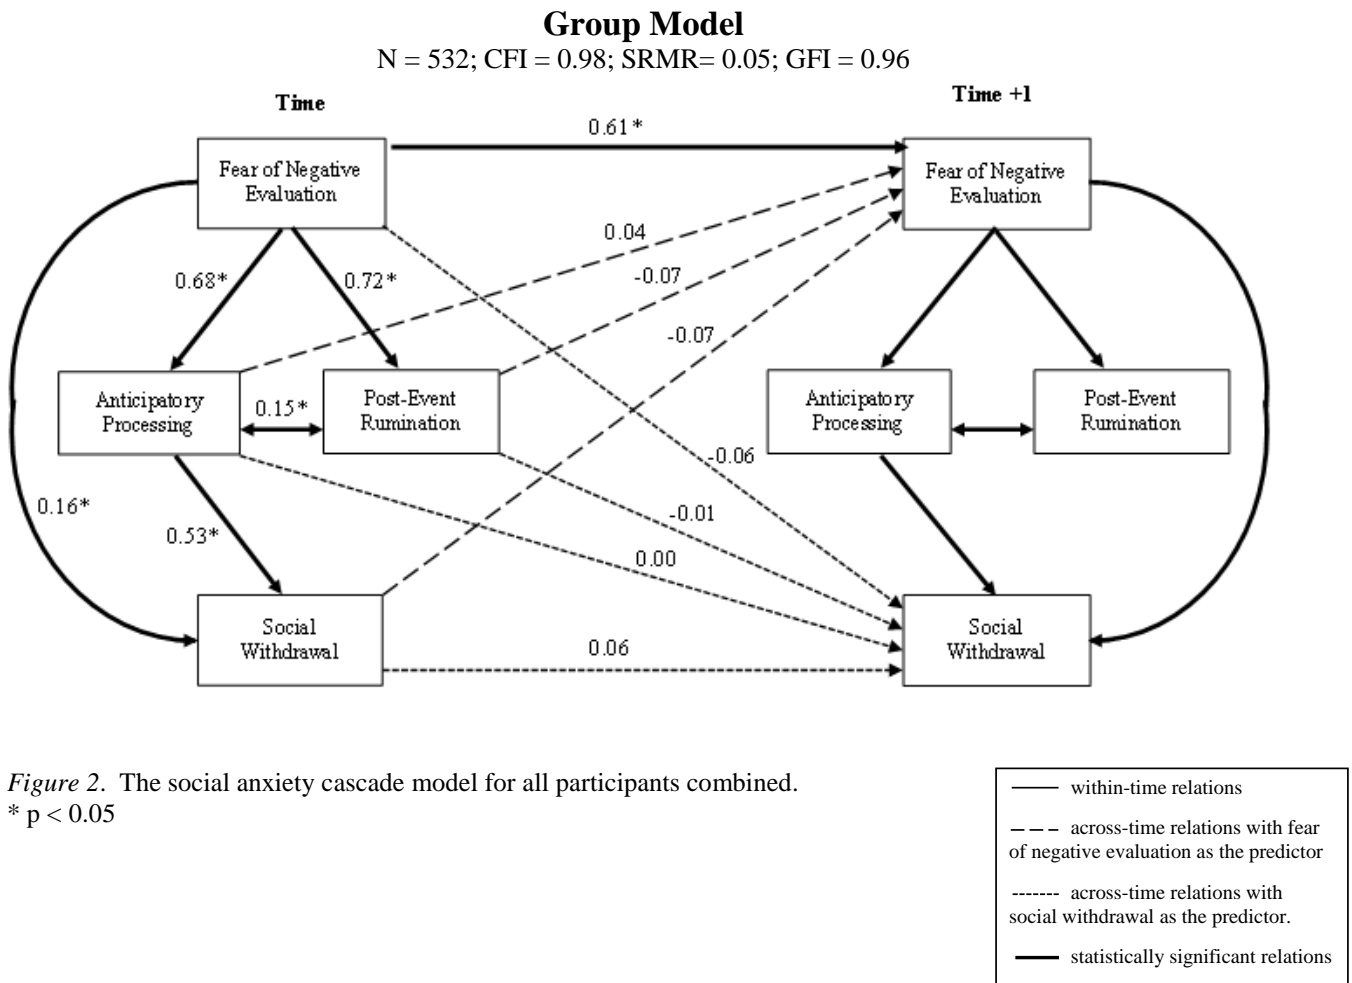 Group Model
N = 532; CFI = 0.98; SRMR= 0.05; GFI = 0.96
Time
Time +1
0.61*
Fear of Negative
Evaluation
Fear of Negative
Evaluation
0.04
0.68*
0.72*
-0.07
-0.07
Anticipatory
Processing
0.15*
Post-Event
Rumination
Anticipatory
Processing
Post-Event
Rumination
-0.06
0.16*
0.53*
-0.01
0.00
Social
Withdrawal
0.06
Social
Withdrawal
Figure 2. The social anxiety cascade model for all participants combined.
* p < 0.05
within-time relations
across-time relations with fear
of negative evaluation as the predictor
across-time relations with
social withdrawal as the predictor.
statistically significant relations